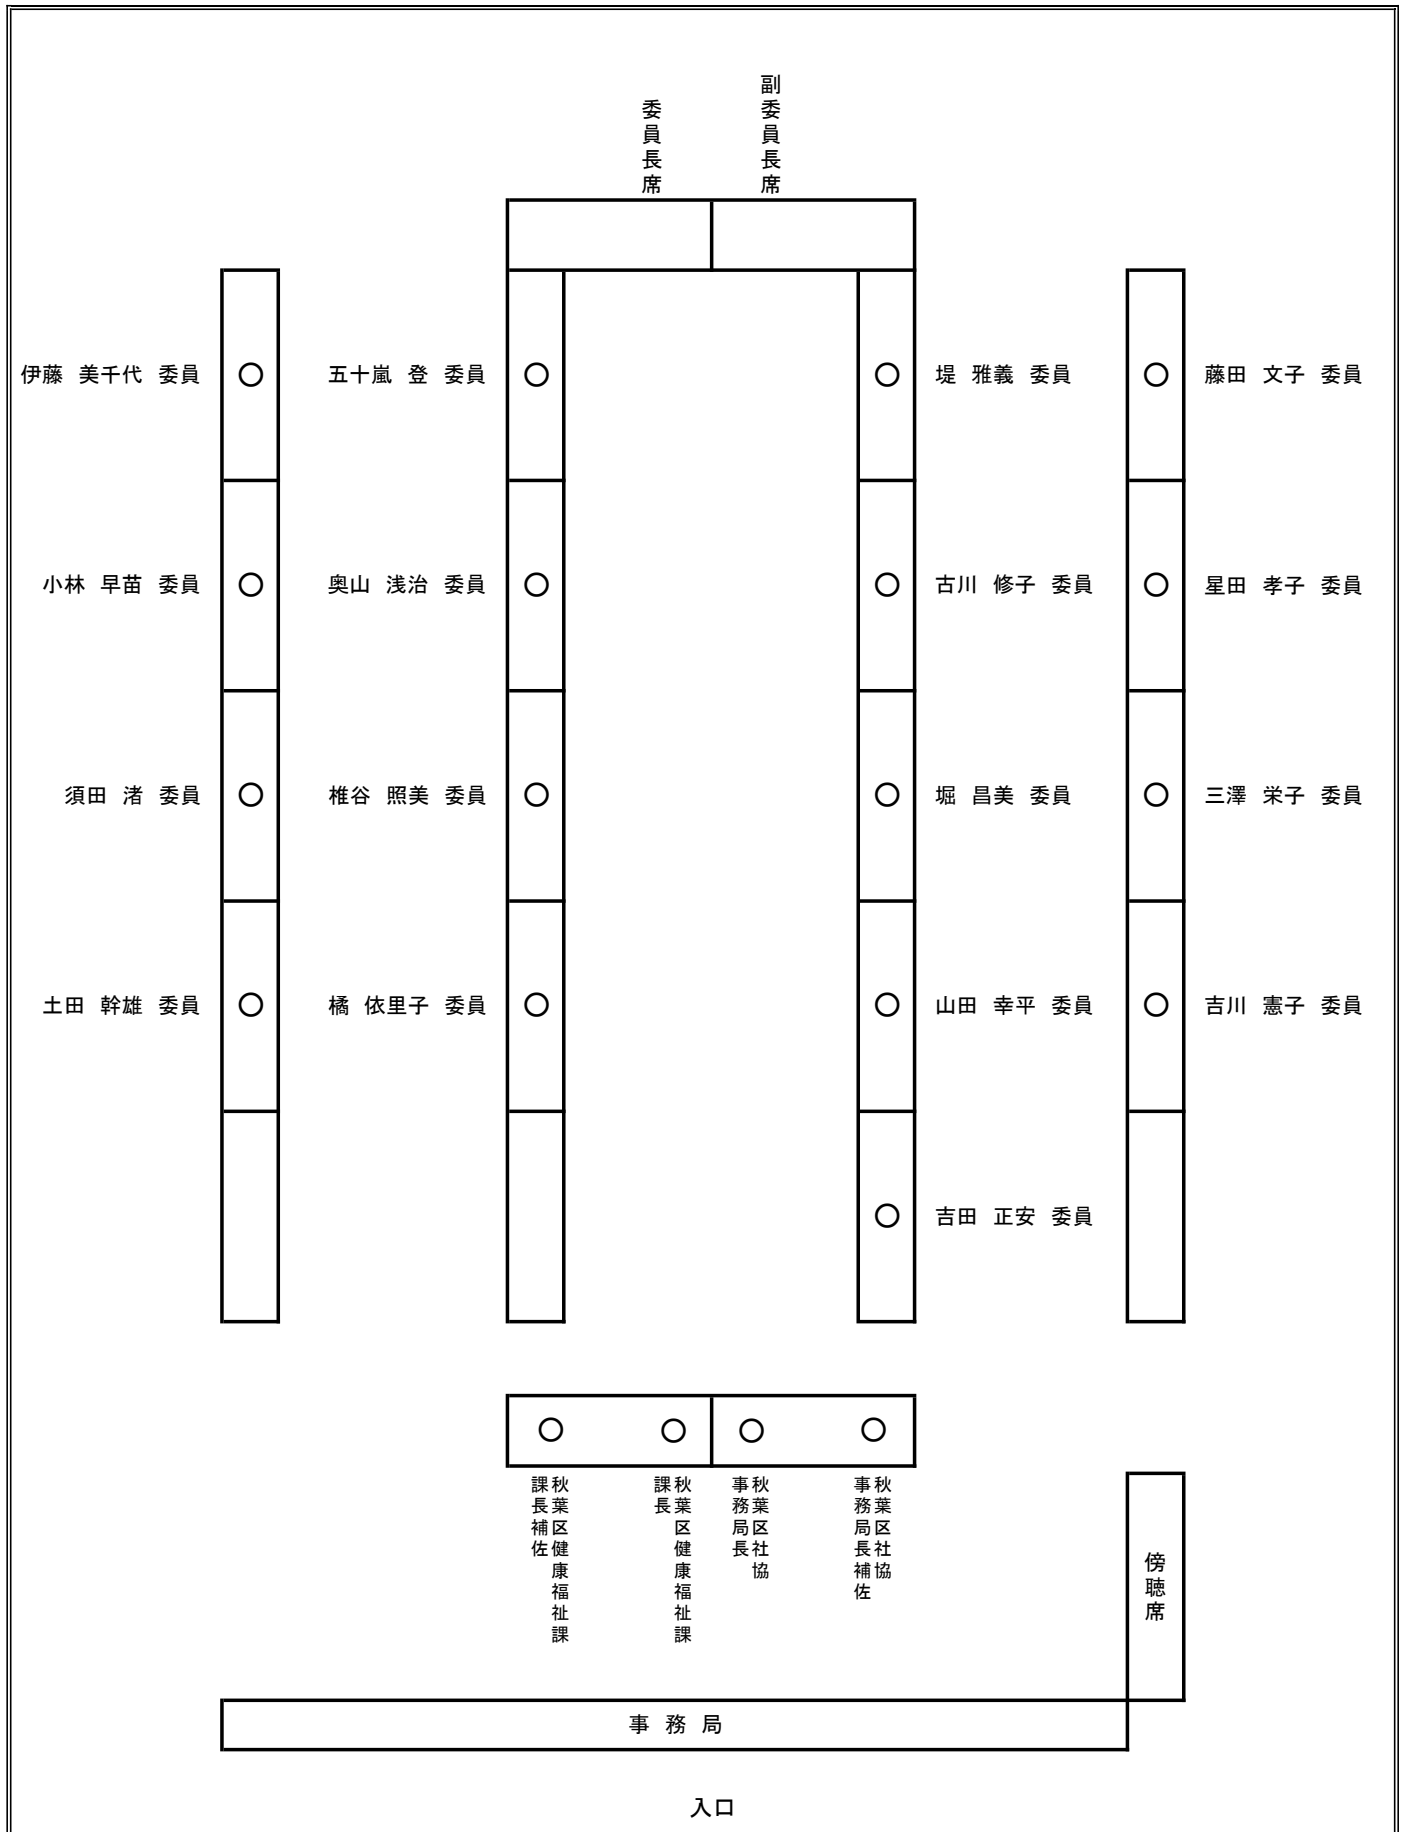 委員長席
副委員長席
伊藤 美千代 委員
五十嵐 登 委員
堤 雅義 委員
藤田 文子 委員
小林 早苗 委員
奥山 浅治 委員
古川 修子 委員
星田 孝子 委員
須田 渚 委員
椎谷 照美 委員
堀 昌美 委員
三澤 栄子 委員
土田 幹雄 委員
橘 依里子 委員
山田 幸平 委員
吉川 憲子 委員
吉田 正安 委員
秋葉区健康福祉課
課長補佐
秋葉区健康福祉課
課長
秋葉区社協
事務局長
秋葉区社協
事務局長補佐
傍聴席
事務局
入口